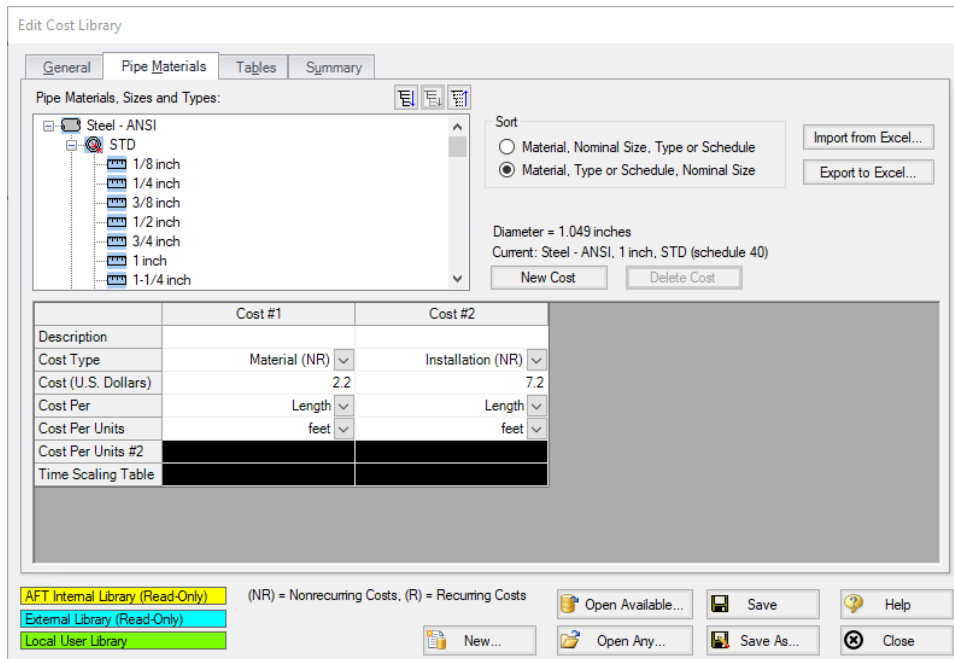 Edit Cost Library
General Pipe Materials Tables Summary
Pipe Materials, Sizes and Types:
Steel - ANSI
STD
1/8 inch
1/4 inch
3/8 inch
1/2 inch
3/4 inch
1 inch
1-1/4 inch
Sort
Material, Nominal Size, Type or Schedule
Material, Type or Schedule, Nominal Size
Import from Excel...
Export to Excel...
Diameter = 1.049 inches
Current: Steel - ANSI, 1 inch, STD (schedule 40)
New Cost Delete Cost
Cost #1 Cost #2
Description
Cost Type Material (NR) Installation (NR)
Cost (U.S. Dollars) 2.2 7.2
Cost Per Length Length
Cost Per Units feet feet
Cost Per Units #2
Time Scaling Table
AFT Internal Library (Read-Only)
External Library (Read-Only)
Local User Library
(NR) = Nonrecurring Costs, (R) = Recurring Costs
Open Available... Save Help
New... Open Any... Save As... Close